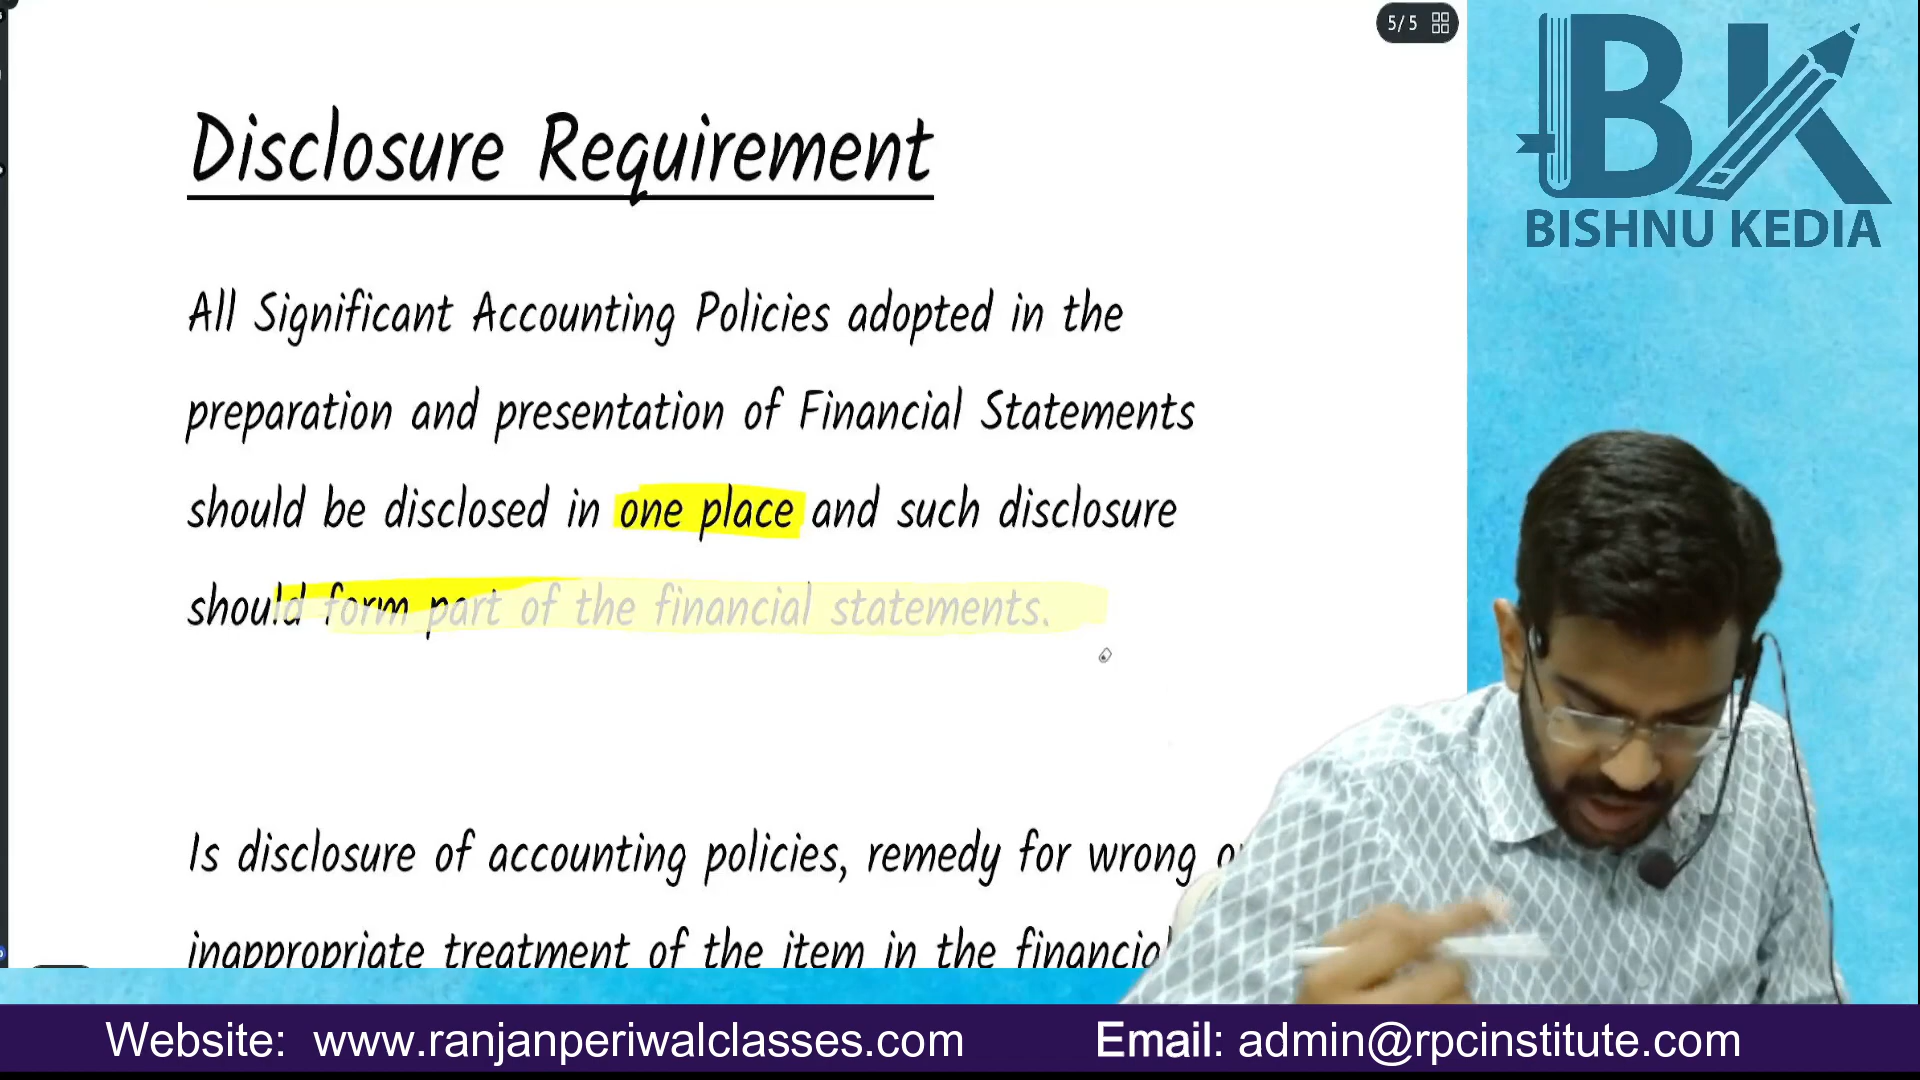 5/5
BK
BISHNU KEDIA
Disclosure Requirement
All Significant Accounting Policies adopted in the
preparation and presentation of Financial Statements
should be disclosed in one place and such disclosure
should form part of the financial statements.
Is disclosure of accounting policies, remedy for wrong
inappropriate treatment of the item in the financial
Website: www.ranjanperiwalclasses.com Email: admin@rpcinstitute.com